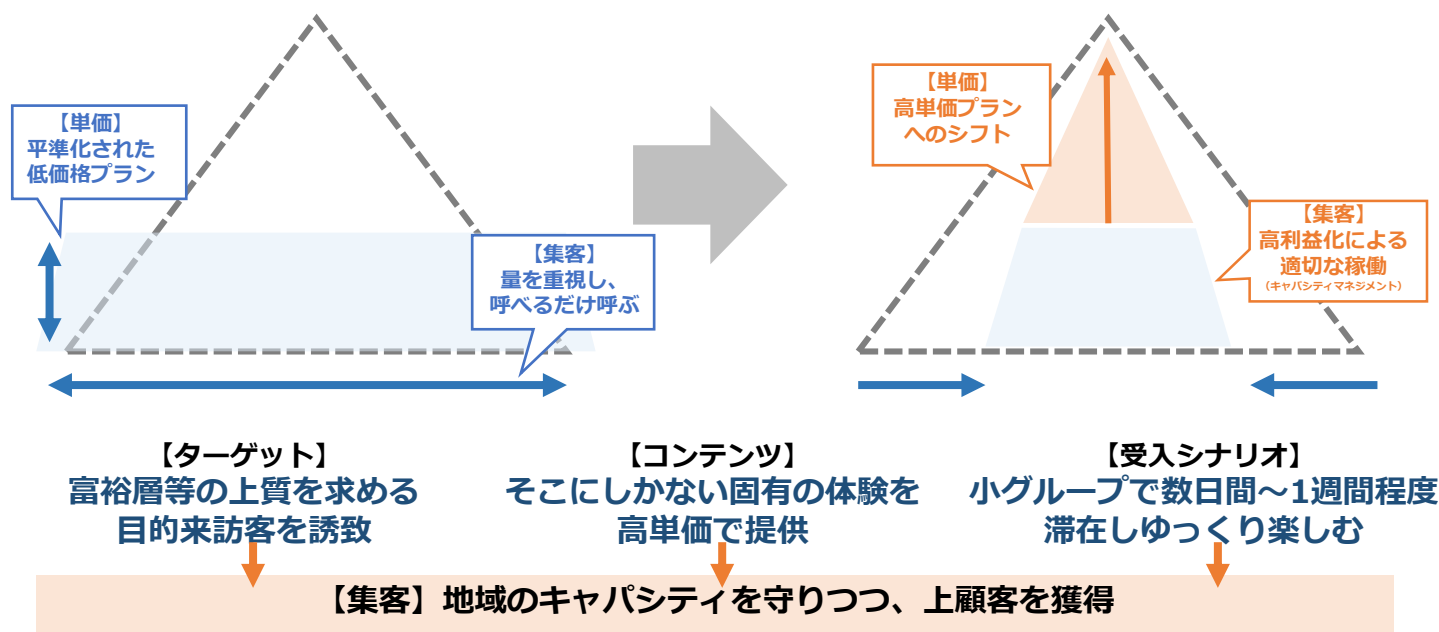 【単価】
平準化された
低価格プラン
【集客】
量を重視し、
呼べるだけ呼ぶ
【単価】
高単価プラン
へのシフト
【集客】
高利益化による
適切な稼働
(キャパシティマネジメント)
【ターゲット】
富裕層等の上質を求める
目的来訪客を誘致
【コンテンツ】
そこにしかない固有の体験を
高単価で提供
【受入シナリオ】
小グループで数日間～1週間程度
滞在しゆっくり楽しむ
【集客】地域のキャパシティを守りつつ、上顧客を獲得